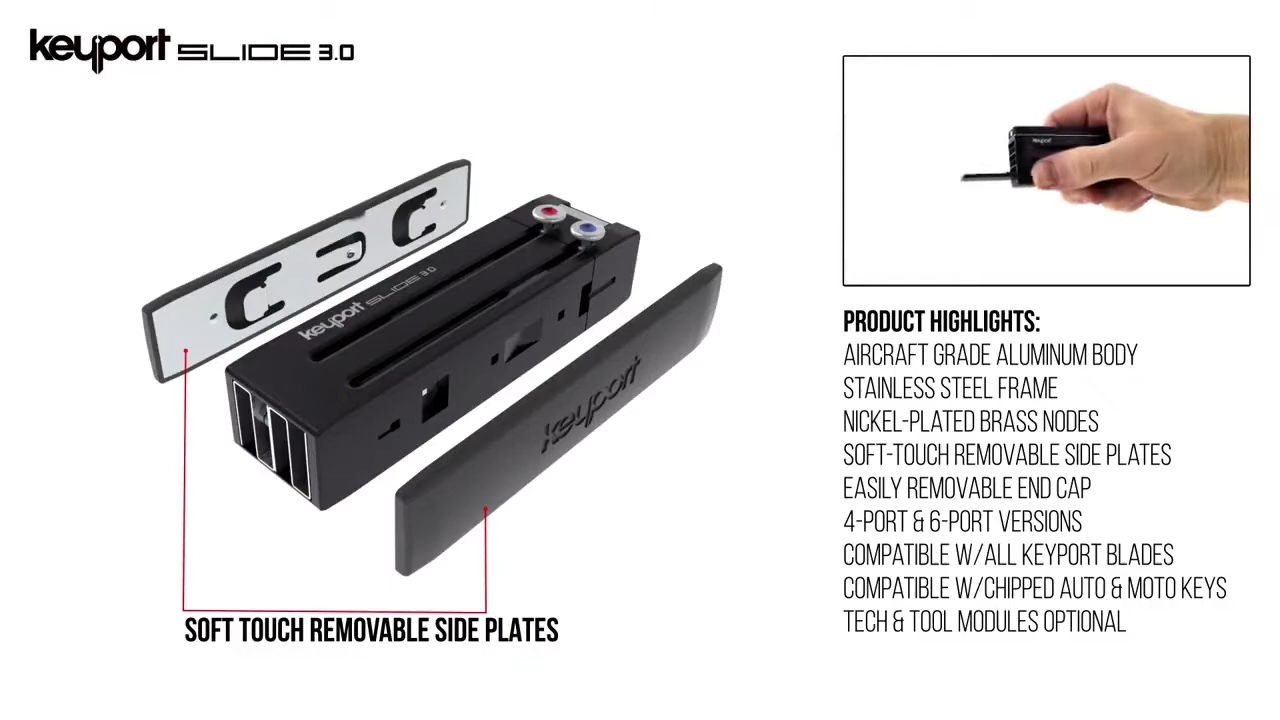 keyport SLIDE 3.0
keyport
keyport SLIDE 3.0
keyport
SOFT TOUCH REMOVABLE SIDE PLATES
PRODUCT HIGHLIGHTS:
AIRCRAFT GRADE ALUMINUM BODY
STAINLESS STEEL FRAME
NICKEL-PLATED BRASS NODES
SOFT-TOUCH REMOVABLE SIDE PLATES
EASILY REMOVABLE END CAP
4-PORT & 6-PORT VERSIONS
COMPATIBLE W/ALL KEYPORT BLADES
COMPATIBLE W/CHIPPED AUTO & MOTO KEYS
TECH & TOOL MODULES OPTIONAL